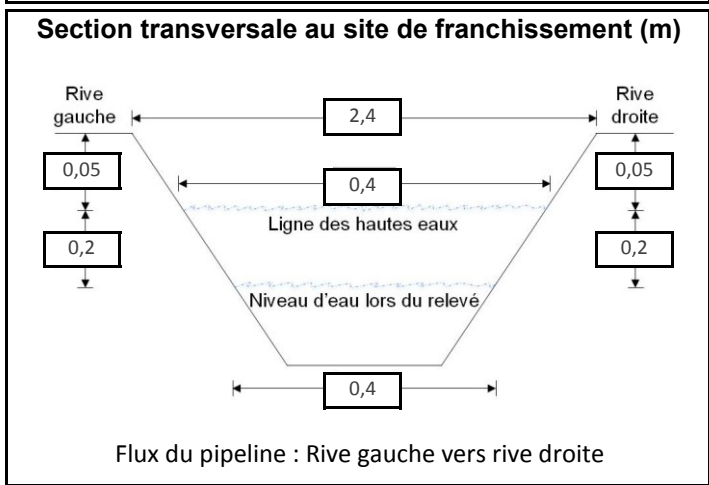 Section transversale au site de franchissement (m)
Rive
gauche
Rive
droite
2,4
0,05
0,05
0,4
Ligne des hautes eaux
0,2
0,2
Niveau d'eau lors du relevé
0,4
Flux du pipeline : Rive gauche vers rive droite